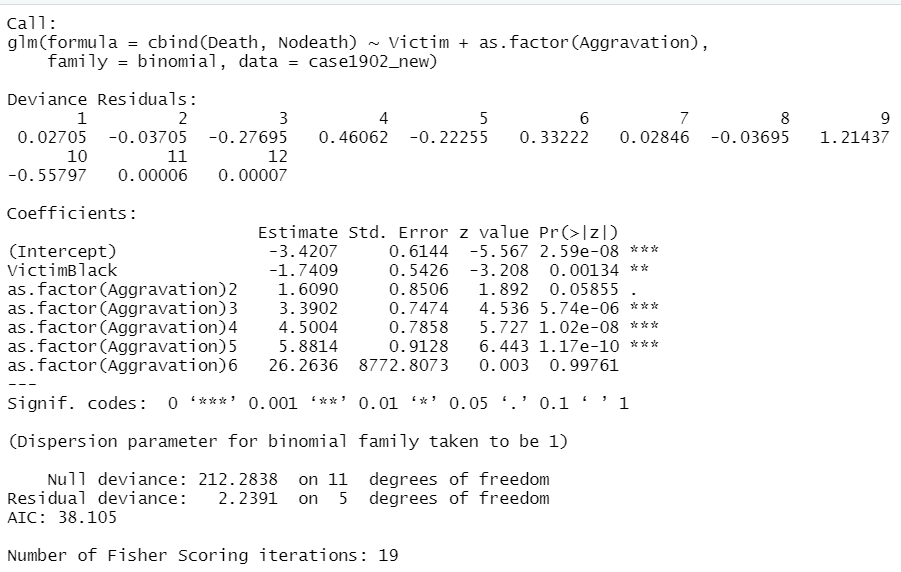 Call:
glm(formula = cbind(Death, Nodeath) ~ Victim + as.factor(Aggravation),
    family = binomial, data = case1902_new)

Deviance Residuals:
       1         2         3         4         5         6         7         8         9
 0.02705  -0.03705  -0.27695   0.46062  -0.22255   0.33222   0.02846  -0.03695   1.21437
      10        11        12
-0.55797   0.00006   0.00007

Coefficients:
                        Estimate Std. Error z value Pr(>|z|)
(Intercept)              -3.4207     0.6144  -5.567 2.59e-08 ***
VictimBlack              -1.7409     0.5426  -3.208  0.00134 **
as.factor(Aggravation)2   1.6090     0.8506   1.892  0.05855 .
as.factor(Aggravation)3   3.3902     0.7474   4.536 5.74e-06 ***
as.factor(Aggravation)4   4.5004     0.7858   5.727 1.02e-08 ***
as.factor(Aggravation)5   5.8814     0.9128   6.443 1.17e-10 ***
as.factor(Aggravation)6  26.2636  8772.8073   0.003  0.99761
---
Signif. codes:  0 ‘***’ 0.001 ‘**’ 0.01 ‘*’ 0.05 ‘.’ 0.1 ‘ ’ 1

(Dispersion parameter for binomial family taken to be 1)

    Null deviance: 212.2838  on 11  degrees of freedom
Residual deviance:   2.2391  on  5  degrees of freedom
AIC: 38.105

Number of Fisher Scoring iterations: 19